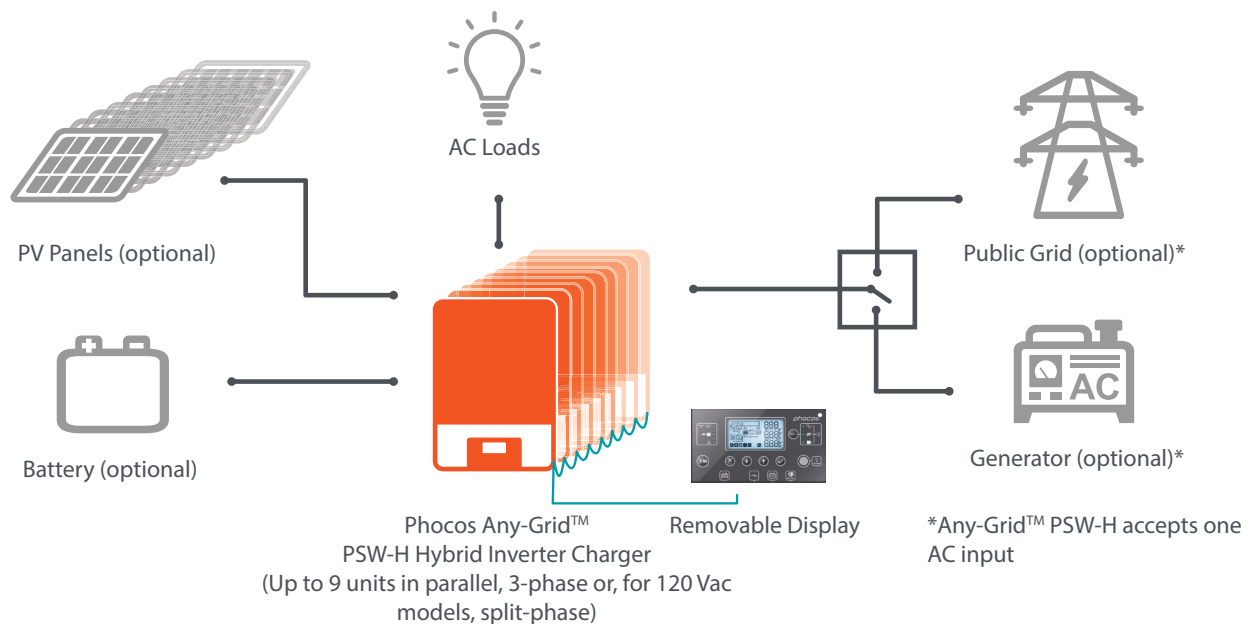 AC Loads
PV Panels (optional)
Public Grid (optional)*
AC
phocos
Battery (optional)
Generator (optional)*
Phocos Any-Grid™
PSW-H Hybrid Inverter Charger
(Up to 9 units in parallel, 3-phase or, for 120 Vac
models, split-phase)
Removable Display
*Any-Grid™ PSW-H accepts one
AC input